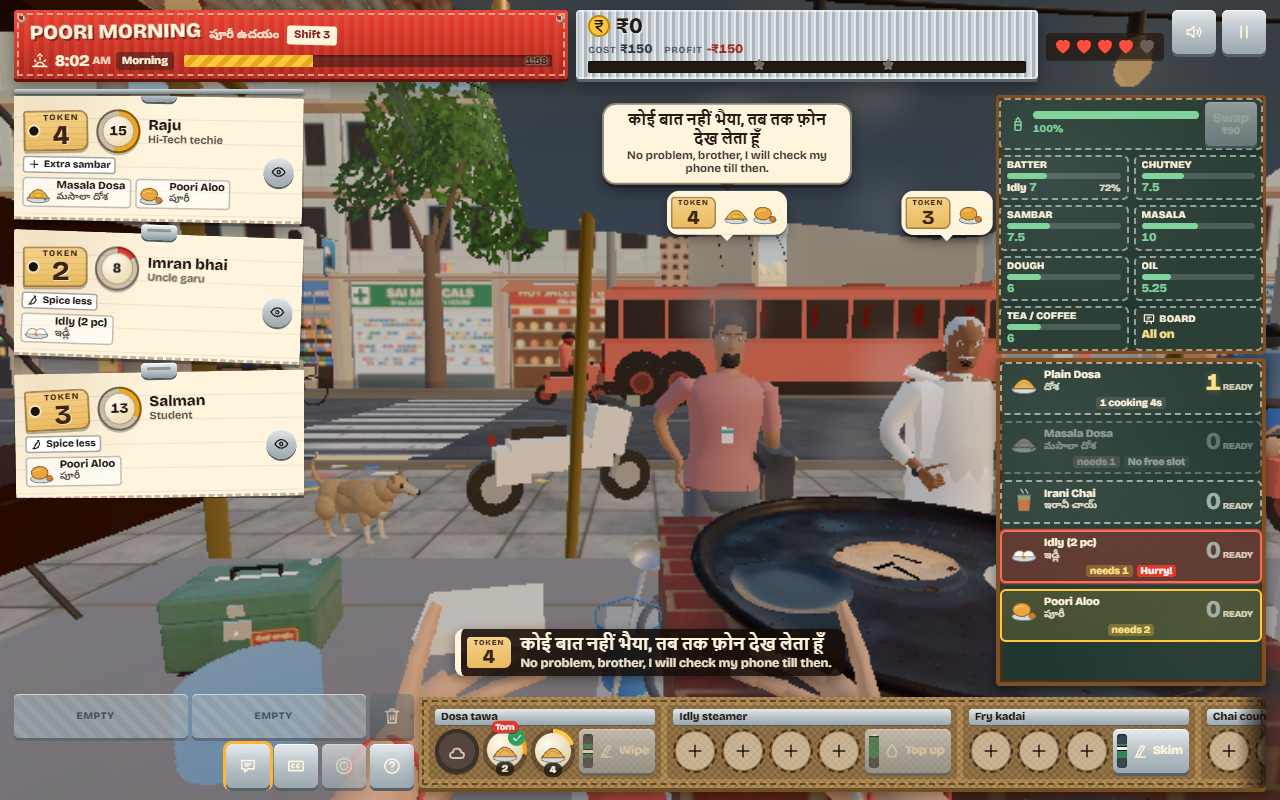 POORI MORNING పూరీ ఉదయం Shift 3
8:02 AM Morning 1:58
₹ ₹0
COST ₹150 PROFIT -₹150
TOKEN 4 15 Raju
Hi-Tech techie
+ Extra sambar
Masala Dosa మసాలా దోశ
Poori Aloo పూరీ
TOKEN 2 8 Imran bhai
Uncle garu
Spice less
Idly (2 pc) ఇడ్లీ
TOKEN 3 13 Salman
Student
Spice less
Poori Aloo పూరీ
कोई बात नहीं भैया, तब तक फ़ोन
देख लेता हूँ
No problem, brother, I will check my
phone till then.
TOKEN 4
TOKEN 3
SAI MEDICALS
100% Swap ₹90
BATTER
Idly 7 72%
CHUTNEY
7.5
SAMBAR
7.5
MASALA
10
DOUGH
6
OIL
5.25
TEA / COFFEE
6
BOARD
All on
Plain Dosa
దోశ
1 READY
1 cooking 4s
Masala Dosa
మసాలా దోశ
0 READY
needs 1 No free slot
Irani Chai
ఇరానీ చాయ్
0 READY
Idly (2 pc)
ఇడ్లీ
0 READY
needs 1 Hurry!
Poori Aloo
పూరీ
0 READY
needs 2
TOKEN 4
कोई बात नहीं भैया, तब तक फ़ोन देख लेता हूँ
No problem, brother, I will check my phone till then.
EMPTY EMPTY
CC ?
Dosa tawa
Torn
2 4
Wipe
Idly steamer
+ + + + Top up
Fry kadai
+ + + Skim
Chai coun
+